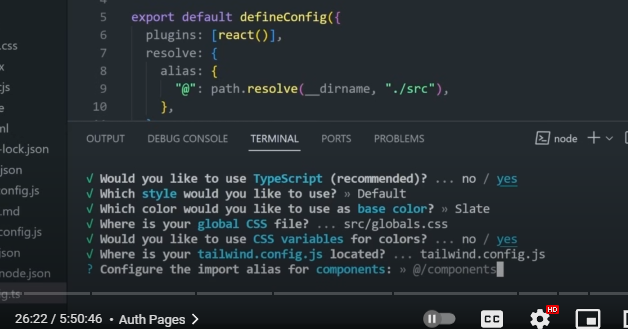 5 export default defineConfig({
6 plugins: [react()],
7 resolve: {
8 alias: {
9 "@": path.resolve(__dirname, "./src"),
10 },
.css
js
-lock.json
.json
config.js
.md
config.js
json
node.json
g.ts
OUTPUT DEBUG CONSOLE TERMINAL PORTS PROBLEMS node
√ Would you like to use TypeScript (recommended)? ... no / yes
√ Which style would you like to use? » Default
√ Which color would you like to use as base color? » Slate
√ Where is your global CSS file? ... src/globals.css
√ Would you like to use CSS variables for colors? ... no / yes
√ Where is your tailwind.config.js located? ... tailwind.config.js
? Configure the import alias for components: » @/components
26:22 / 5:50:46 • Auth Pages
CC
HD